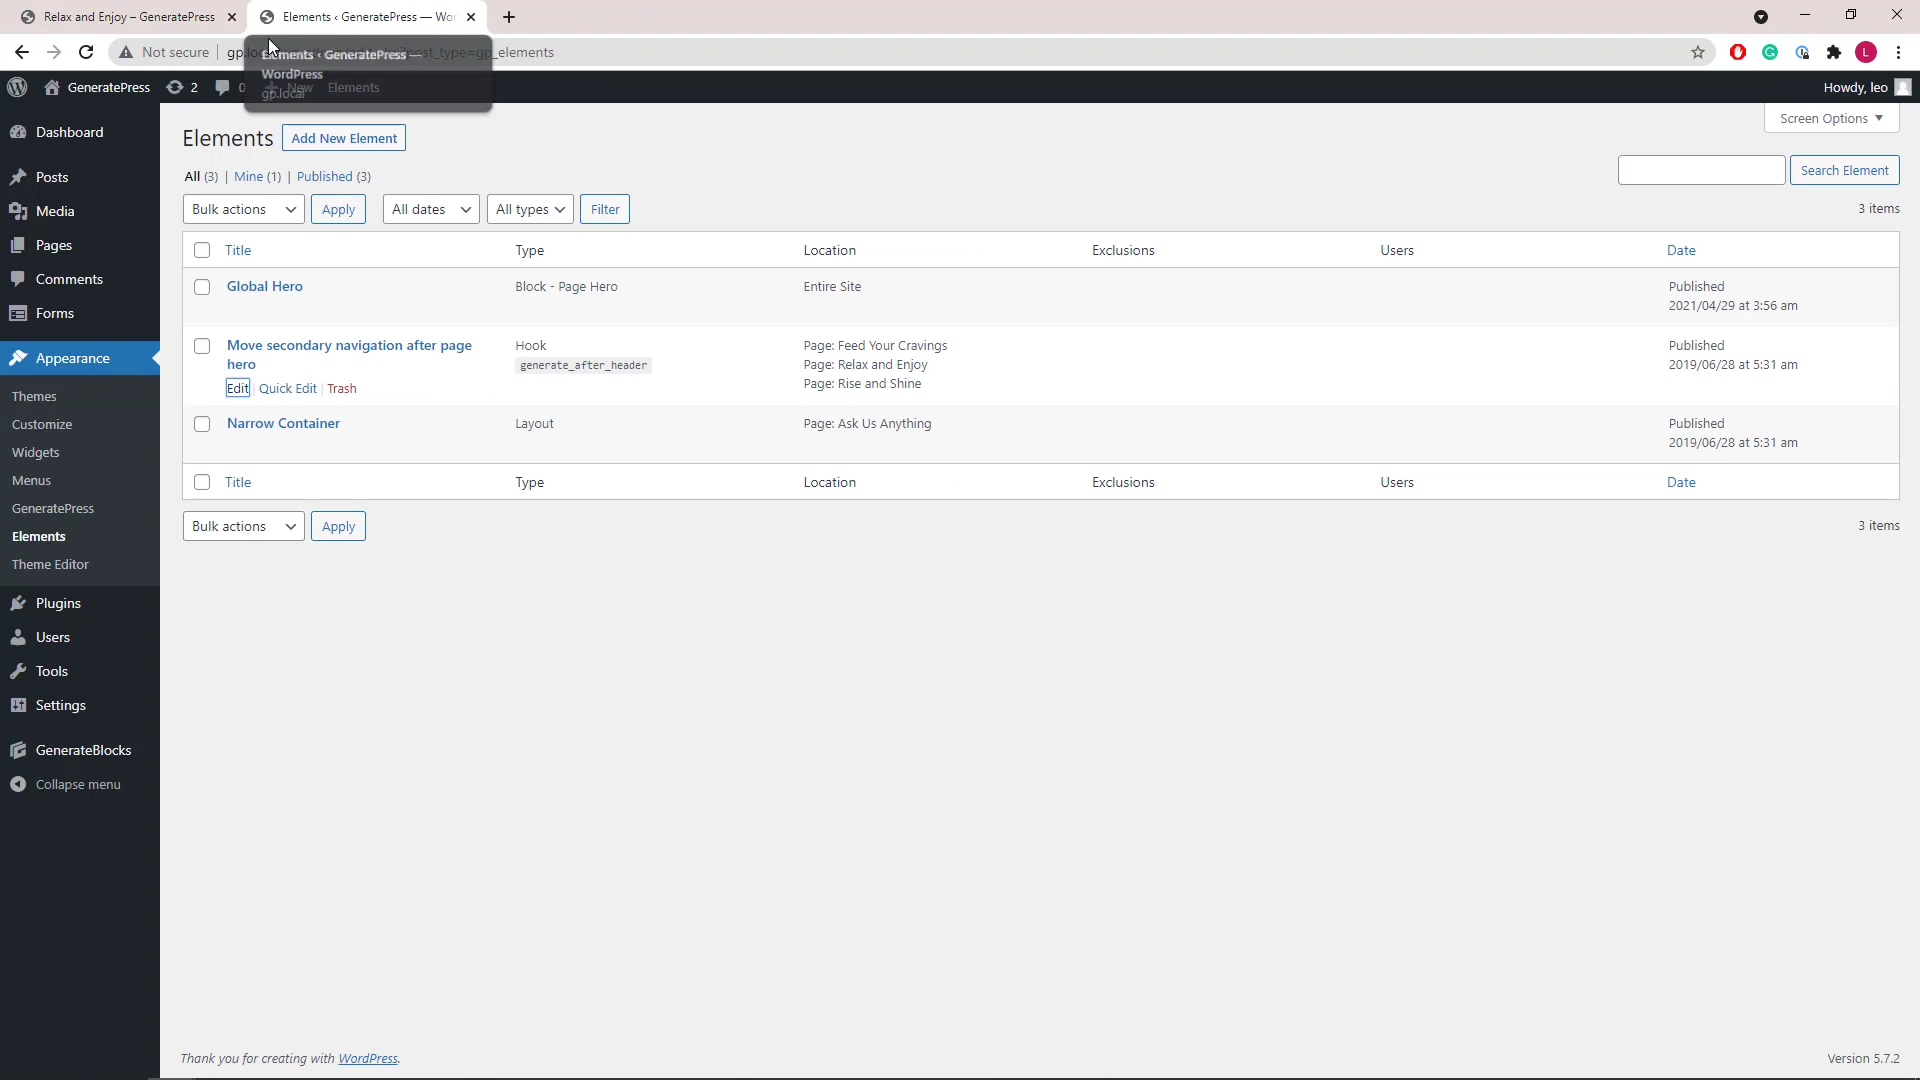 Relax and Enjoy – GeneratePress
Elements ‹ GeneratePress — Wor
Not secure
post_type=gp_elements
Elements ‹ GeneratePress —
WordPress
gp.local
GeneratePress
2
0
New
Elements
Howdy, leo
Dashboard
Posts
Media
Pages
Comments
Forms
Appearance
Themes
Customize
Widgets
Menus
GeneratePress
Elements
Theme Editor
Plugins
Users
Tools
Settings
GenerateBlocks
Collapse menu
Screen Options
Elements
Add New Element
All (3) | Mine (1) | Published (3)
Search Element
Bulk actions
Apply
All dates
All types
Filter
3 items
Title Type Location Exclusions Users Date
Global Hero
Block - Page Hero
Entire Site
Published
2021/04/29 at 3:56 am
Move secondary navigation after page
hero
Edit | Quick Edit | Trash
Hook
generate_after_header
Page: Feed Your Cravings
Page: Relax and Enjoy
Page: Rise and Shine
Published
2019/06/28 at 5:31 am
Narrow Container
Layout
Page: Ask Us Anything
Published
2019/06/28 at 5:31 am
Title Type Location Exclusions Users Date
Bulk actions
Apply
3 items
Thank you for creating with WordPress.
Version 5.7.2